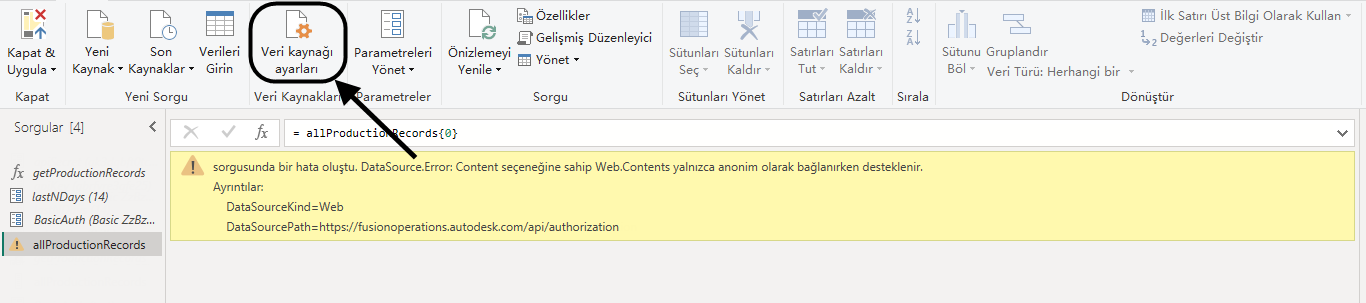 Kapat &
Uygula
Kapat
Yeni
Kaynak
Son
Kaynaklar
Verileri
Girin
Yeni Sorgu
Veri kaynağı
ayarları
Veri Kaynakları
Parametreleri
Yönet
Parametreler
Önizlemeyi
Yenile
Özellikler
Gelişmiş Düzenleyici
Yönet
Sorgu
Sütunları
Seç
Sütunları
Kaldır
Sütunları Yönet
Satırları
Tut
Satırları
Kaldır
Satırları Azalt
A
Z
Z
A
Sırala
Sütunu
Böl
Gruplandır
Veri Türü: Herhangi bir
İlk Satırı Üst Bilgi Olarak Kullan
1
2
Değerleri Değiştir
Dönüştür
Sorgular [4]
fx getProductionRecords
lastNDays (14)
BasicAuth (Basic ZzBz...
allProductionRecords
fx
= allProductionRecords{0}
sorgusunda bir hata oluştu. DataSource.Error: Content seçeneğine sahip Web.Contents yalnızca anonim olarak bağlanırken desteklenir.
Ayrıntılar:
DataSourceKind=Web
DataSourcePath=https://fusionoperations.autodesk.com/api/authorization